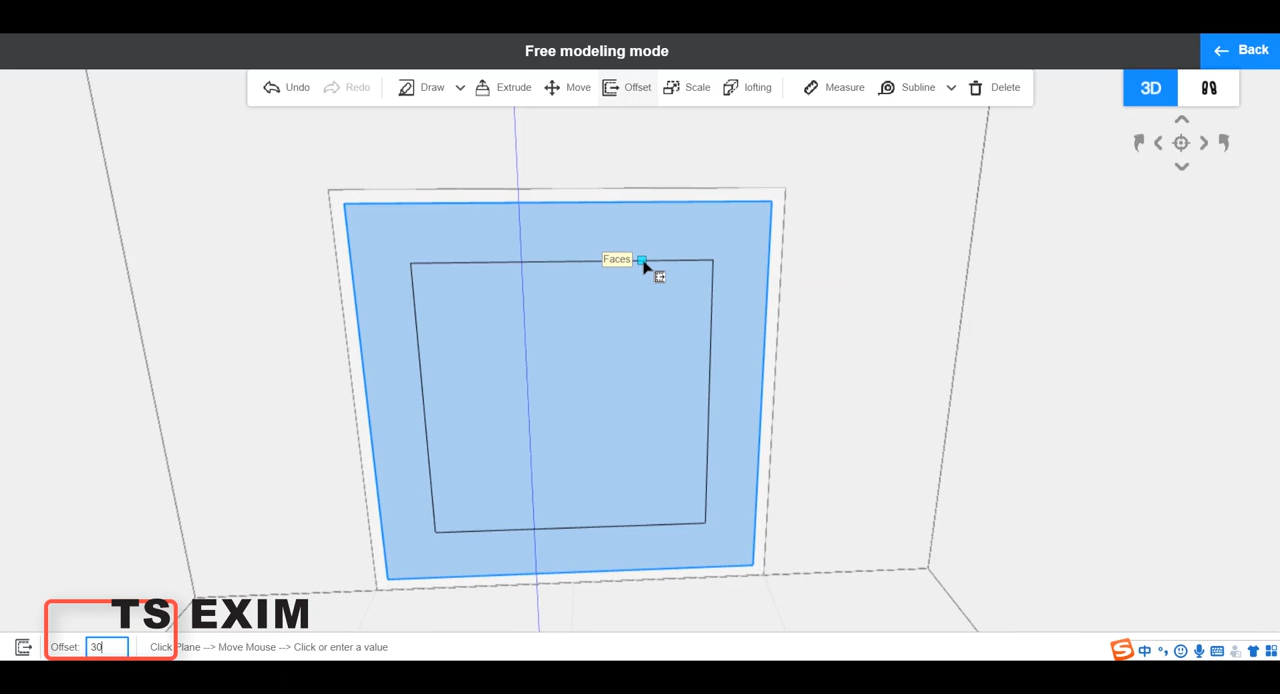 Free modeling mode
Back
Undo Redo Draw Extrude Move Offset Scale lofting Measure Subline Delete
3D
Faces
TS EXIM
Offset: 30 Click Plane --> Move Mouse --> Click or enter a value
S 中